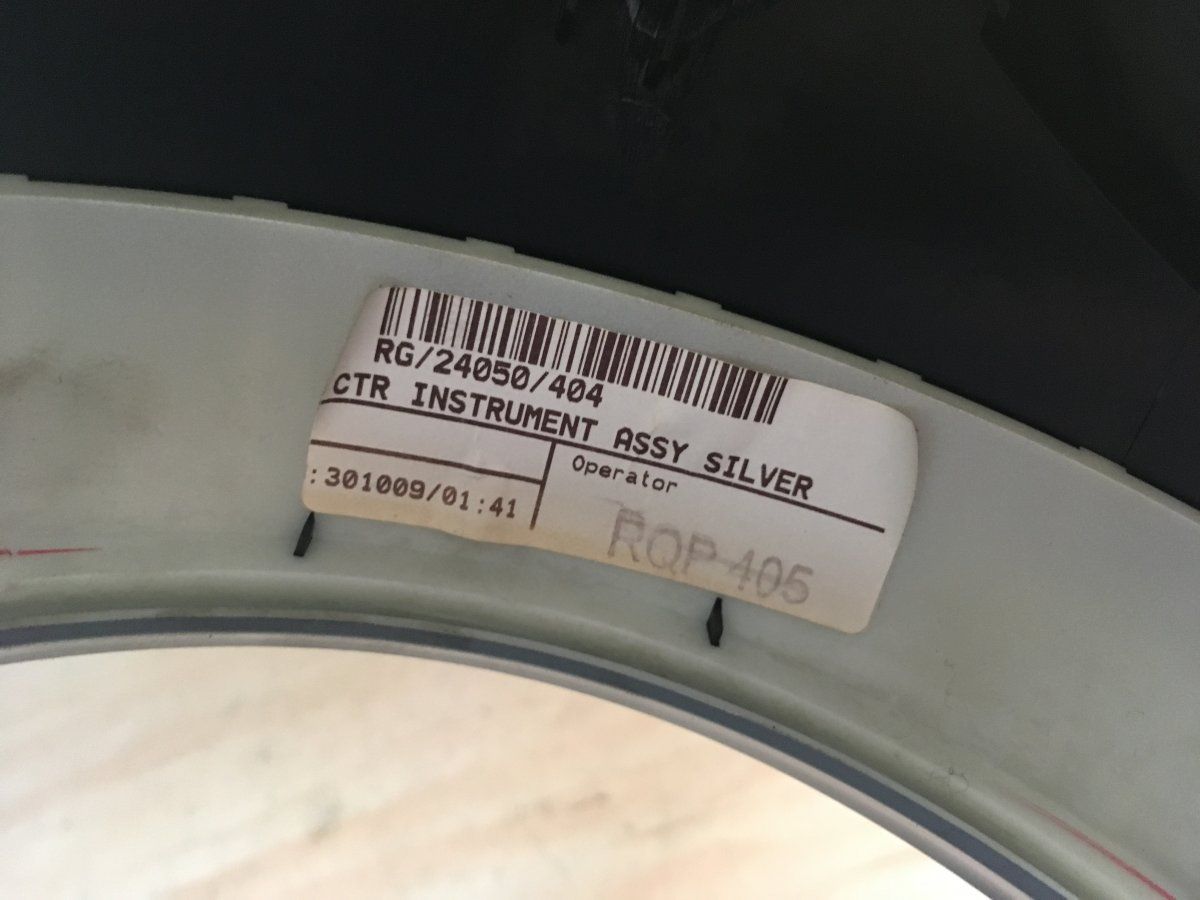 RG/24050/404
CTR INSTRUMENT ASSY SILVER
Operator
:301009/01:41
RQP 405